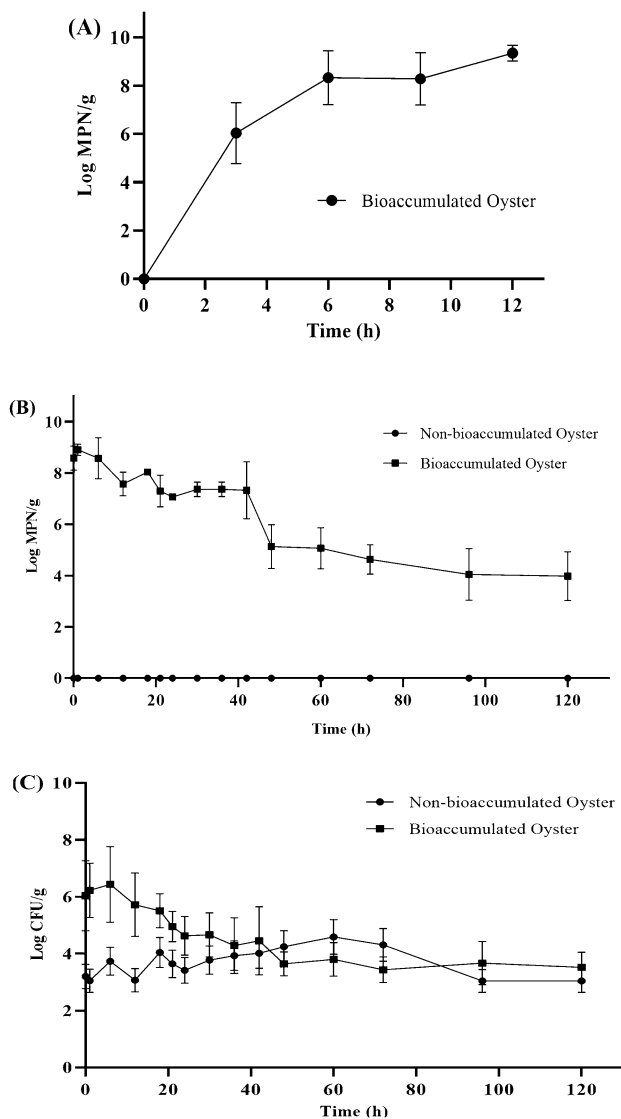 (A)
10
8
6
4
2
0
Log MPN/g
Bioaccumulated Oyster
0 2 4 6 8 10 12
Time (h)
(B)
10
8
6
4
2
0
Log MPN/g
Non-bioaccumulated Oyster
Bioaccumulated Oyster
0 20 40 60 80 100 120
Time (h)
(C)
10
8
6
4
2
0
Log CFU/g
Non-bioaccumulated Oyster
Bioaccumulated Oyster
0 20 40 60 80 100 120
Time (h)